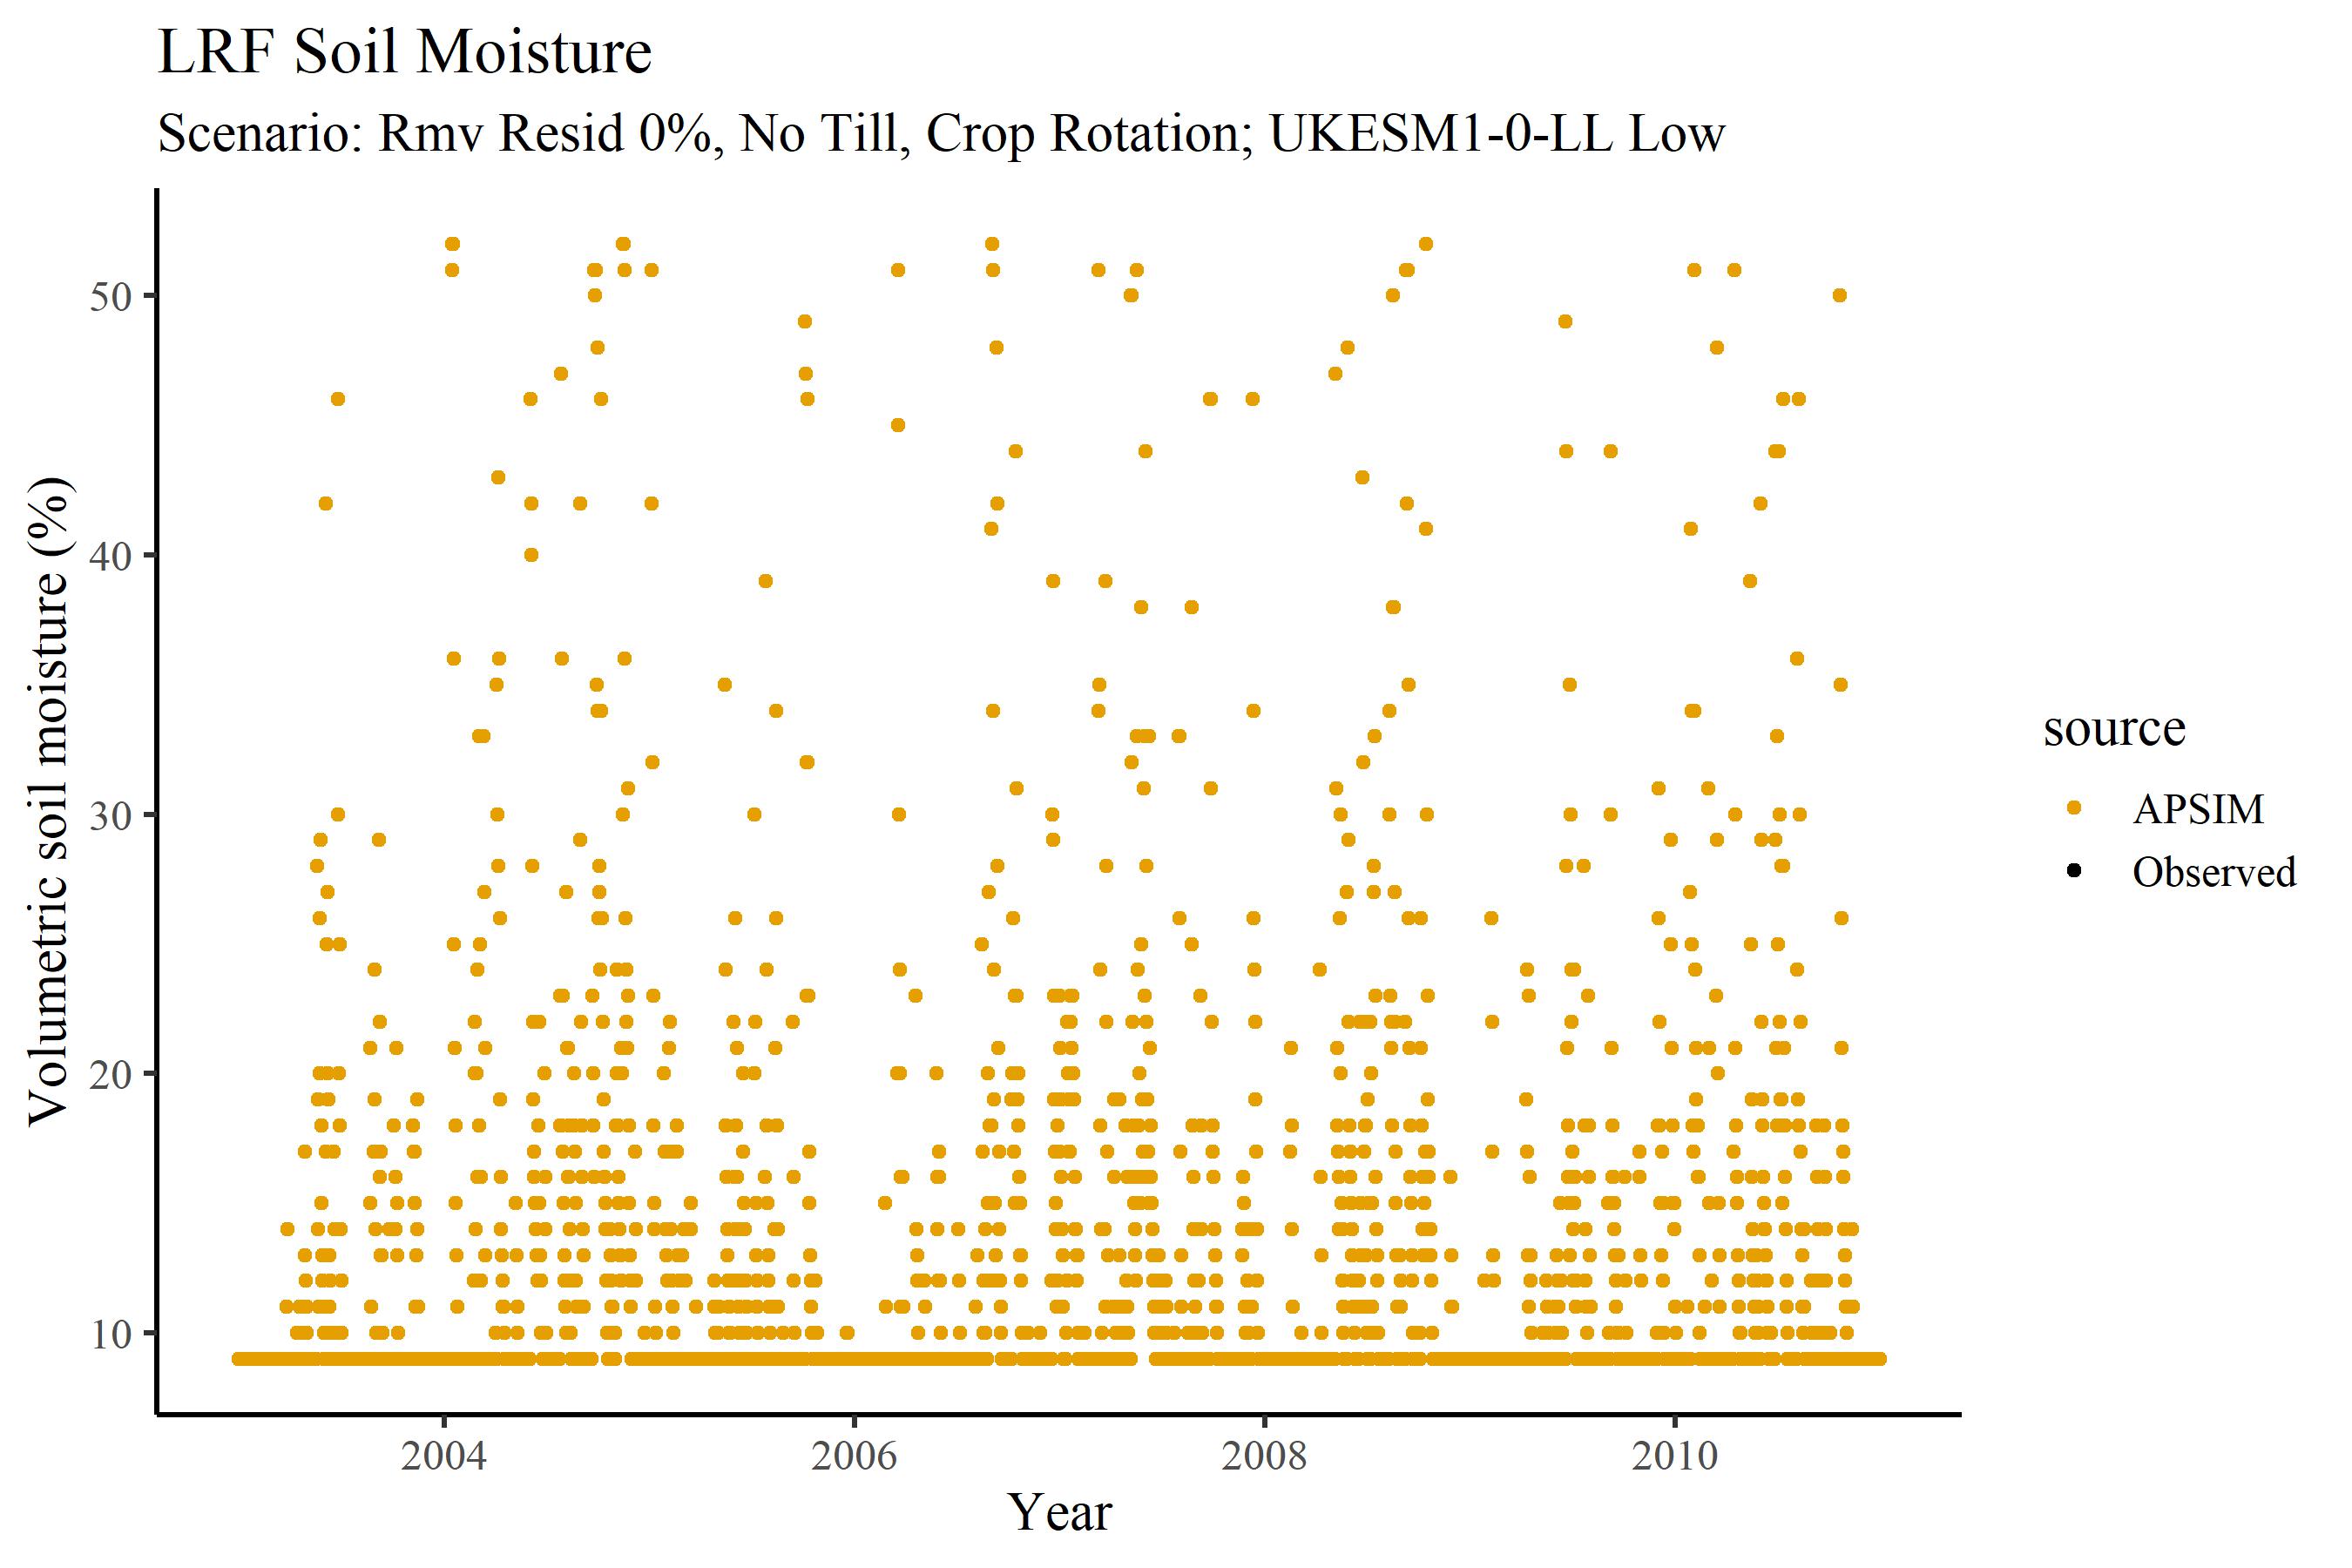 LRF Soil Moisture
Scenario: Rmv Resid 0%, No Till, Crop Rotation; UKESM1-0-LL Low
Volumetric soil moisture (%)
50
40
30
20
10
2004 2006 2008 2010
Year
source
APSIM
Observed